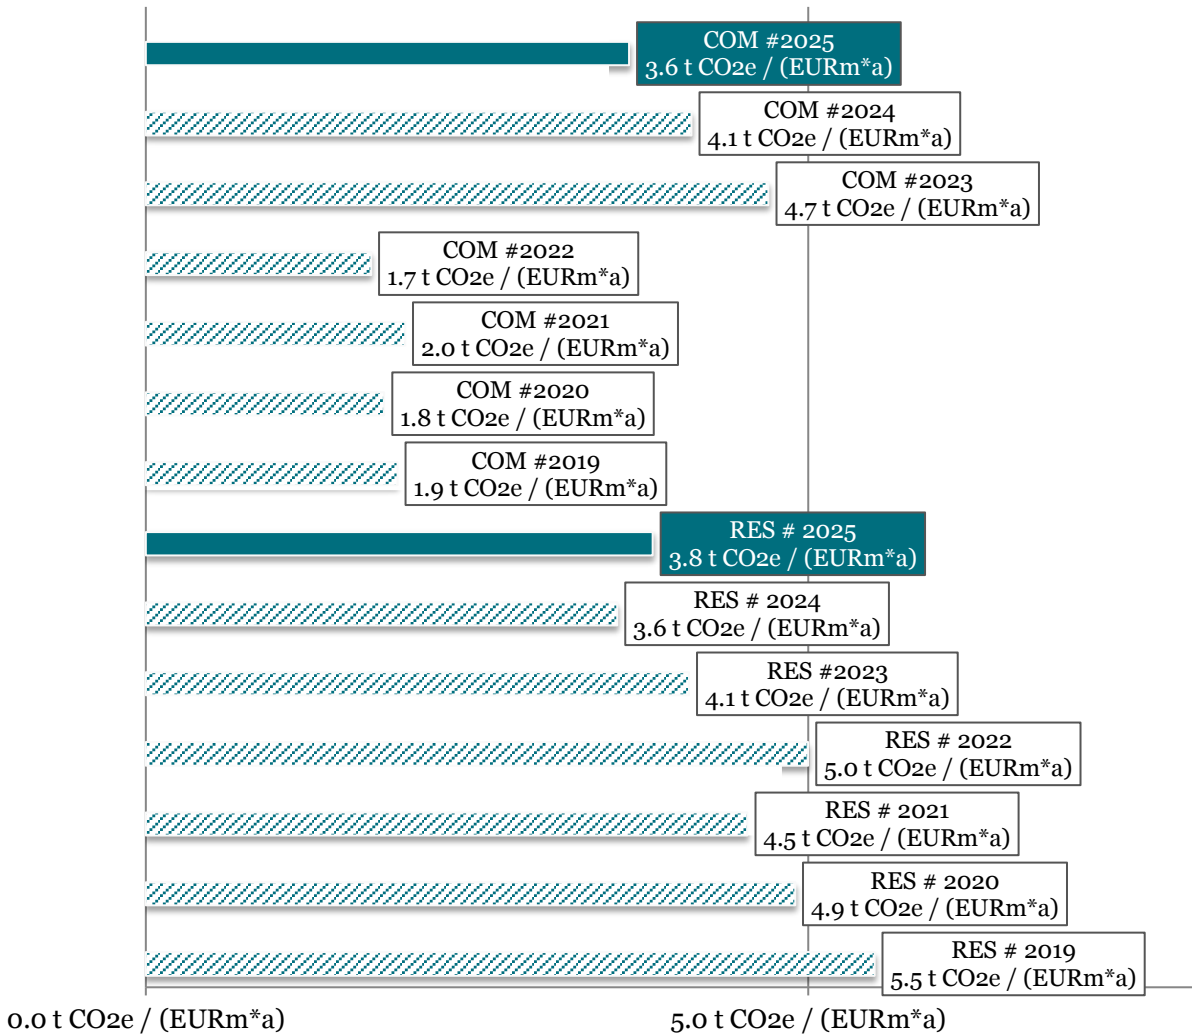 COM #2025
3.6 t CO2e / (EURm*a)
COM #2024
4.1 t CO2e / (EURm*a)
COM #2023
4.7 t CO2e / (EURm*a)
COM #2022
1.7 t CO2e / (EURm*a)
COM #2021
2.0 t CO2e / (EURm*a)
COM #2020
1.8 t CO2e / (EURm*a)
COM #2019
1.9 t CO2e / (EURm*a)
RES # 2025
3.8 t CO2e / (EURm*a)
RES # 2024
3.6 t CO2e / (EURm*a)
RES #2023
4.1 t CO2e / (EURm*a)
RES # 2022
5.0 t CO2e / (EURm*a)
RES # 2021
4.5 t CO2e / (EURm*a)
RES # 2020
4.9 t CO2e / (EURm*a)
RES # 2019
5.5 t CO2e / (EURm*a)
0.0 t CO2e / (EURm*a)
5.0 t CO2e / (EURm*a)